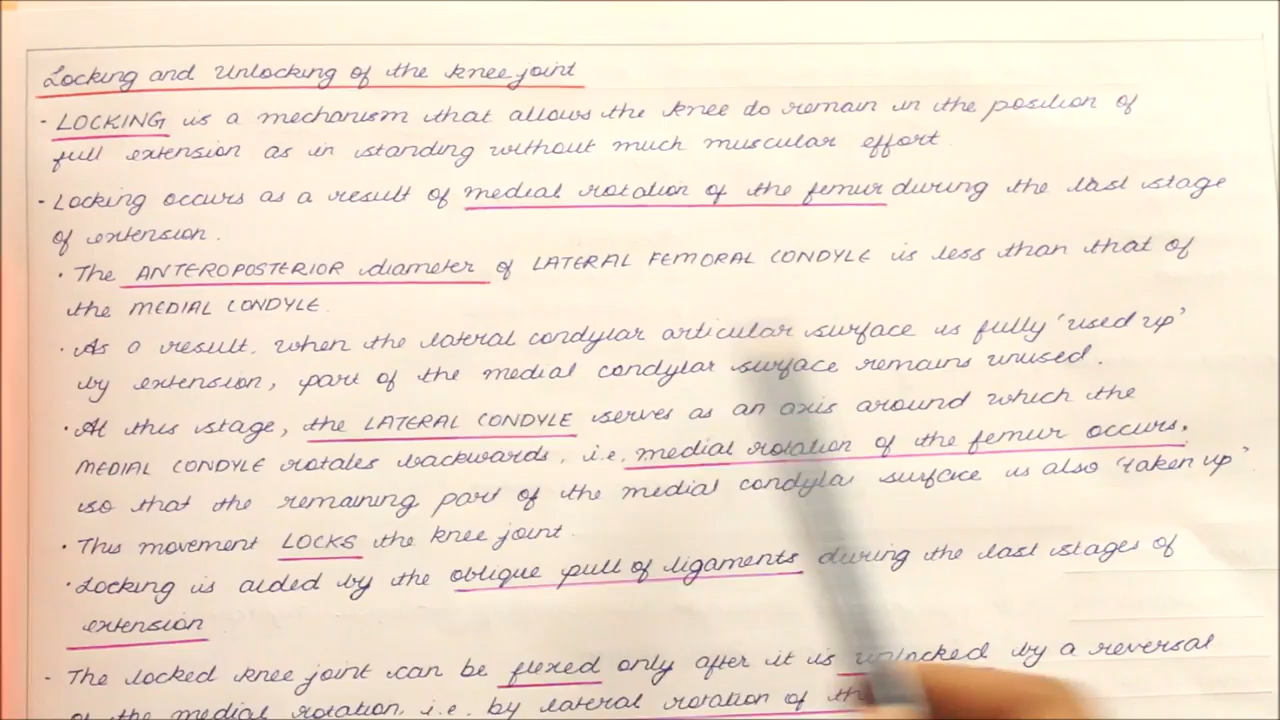 Locking and Unlocking of the knee joint
- LOCKING is a mechanism that allows the knee do remain in the position of
full extension as in standing without much muscular effort
- Locking occurs as a result of medial rotation of the femur during the last stage
of extension.
• The ANTEROPOSTERIOR diameter of LATERAL FEMORAL CONDYLE is less than that of
the MEDIAL CONDYLE
• As a result, when the lateral condylar articular surface is fully 'used up'
by extension, part of the medial condylar surface remains unused.
• At this stage, the LATERAL CONDYLE serves as an axis around which the
MEDIAL CONDYLE rotates backwards, i.e. medial rotation of the femur occurs,
so that the remaining part of the medial condylar surface is also 'taken up'
• This movement LOCKS the knee joint.
• Locking is aided by the oblique pull of ligaments during the last stages of
extension
- The locked knee joint can be flexed only after it is unlocked by a reversal
of the medial rotation, i.e. by lateral rotation of the